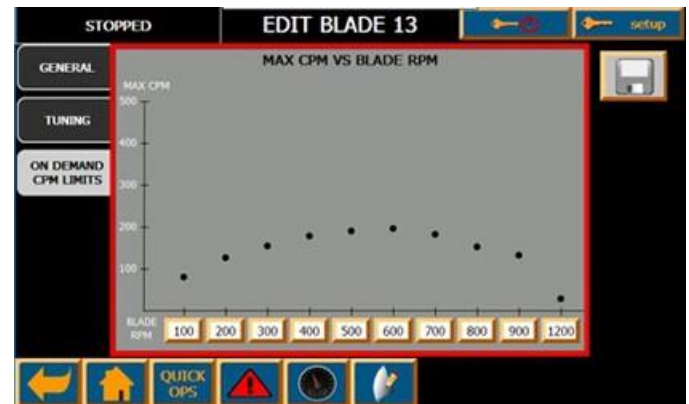 STOPPED
EDIT BLADE 13
setup
GENERAL
TUNING
ON DEMAND
CPM LIMITS
MAX CPM VS BLADE RPM
MAX CPM
500
400
300
200
100
BLADE
RPM
100 200 300 400 500 600 700 800 900 1200
QUICK
OPS